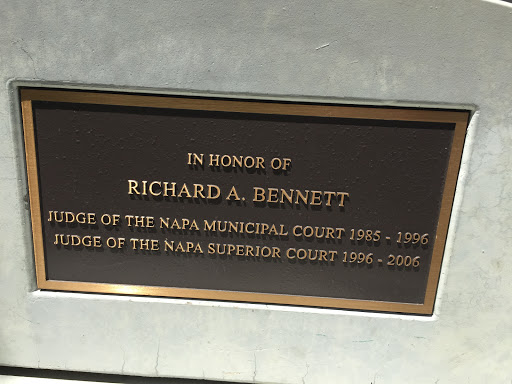 IN HONOR OF
RICHARD A. BENNETT
JUDGE OF THE NAPA MUNICIPAL COURT 1985 - 1996
JUDGE OF THE NAPA SUPERIOR COURT 1996 - 2006